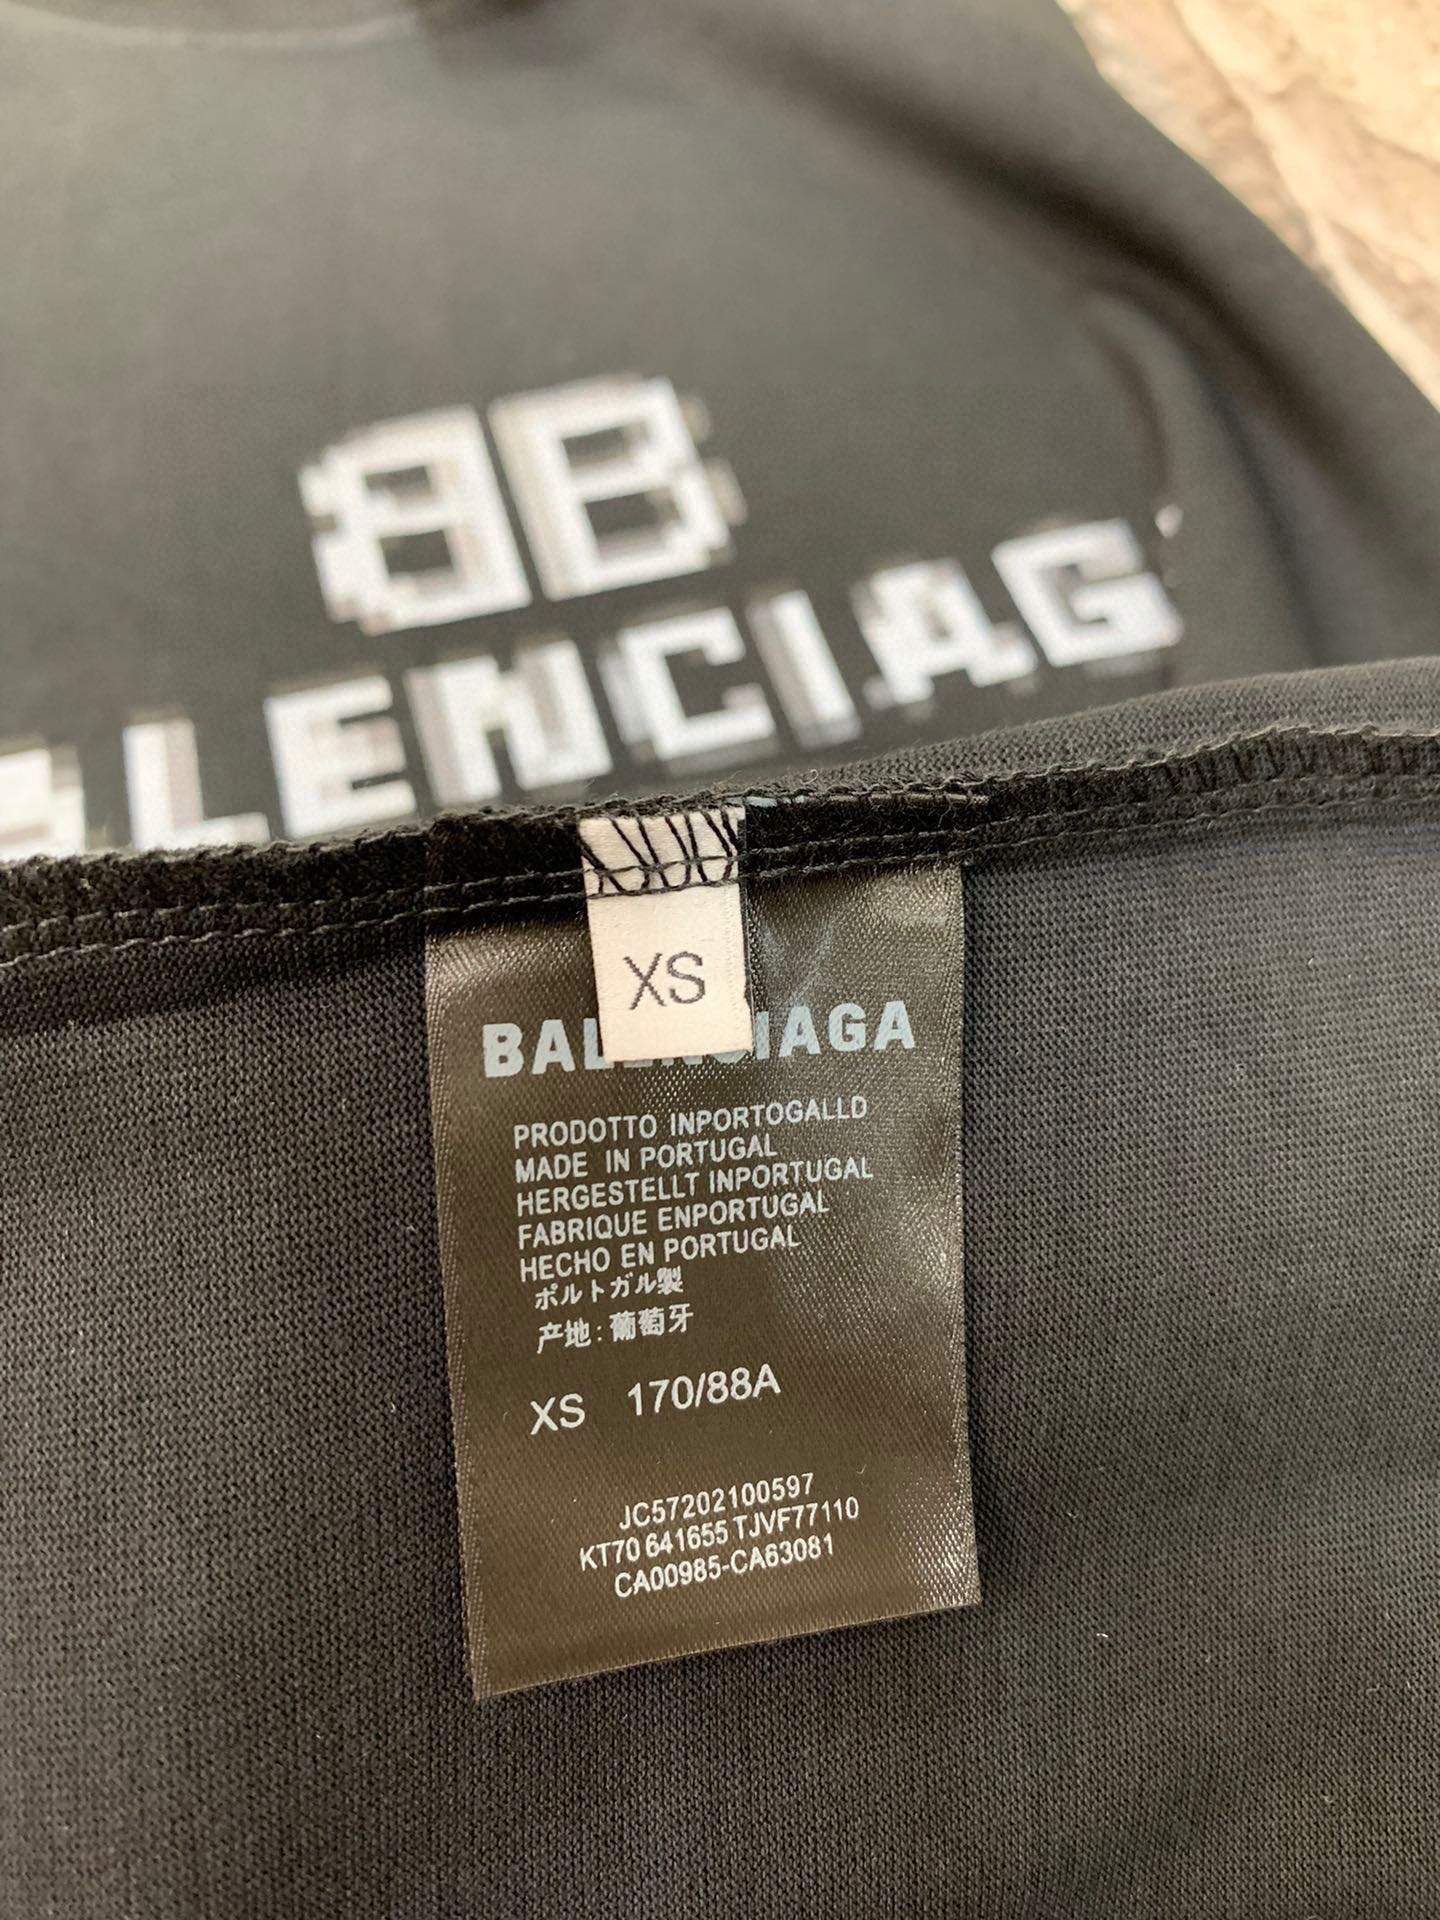 BB
LENCIAG
XS
BALENCIAGA
PRODOTTO INPORTOGALLD
MADE IN PORTUGAL
HERGESTELLT INPORTUGAL
FABRIQUE ENPORTUGAL
HECHO EN PORTUGAL
ポルトガル製
产地:葡萄牙
XS 170/88A
JC57202100597
KT70 641655 TJVF77110
CA00985-CA63081